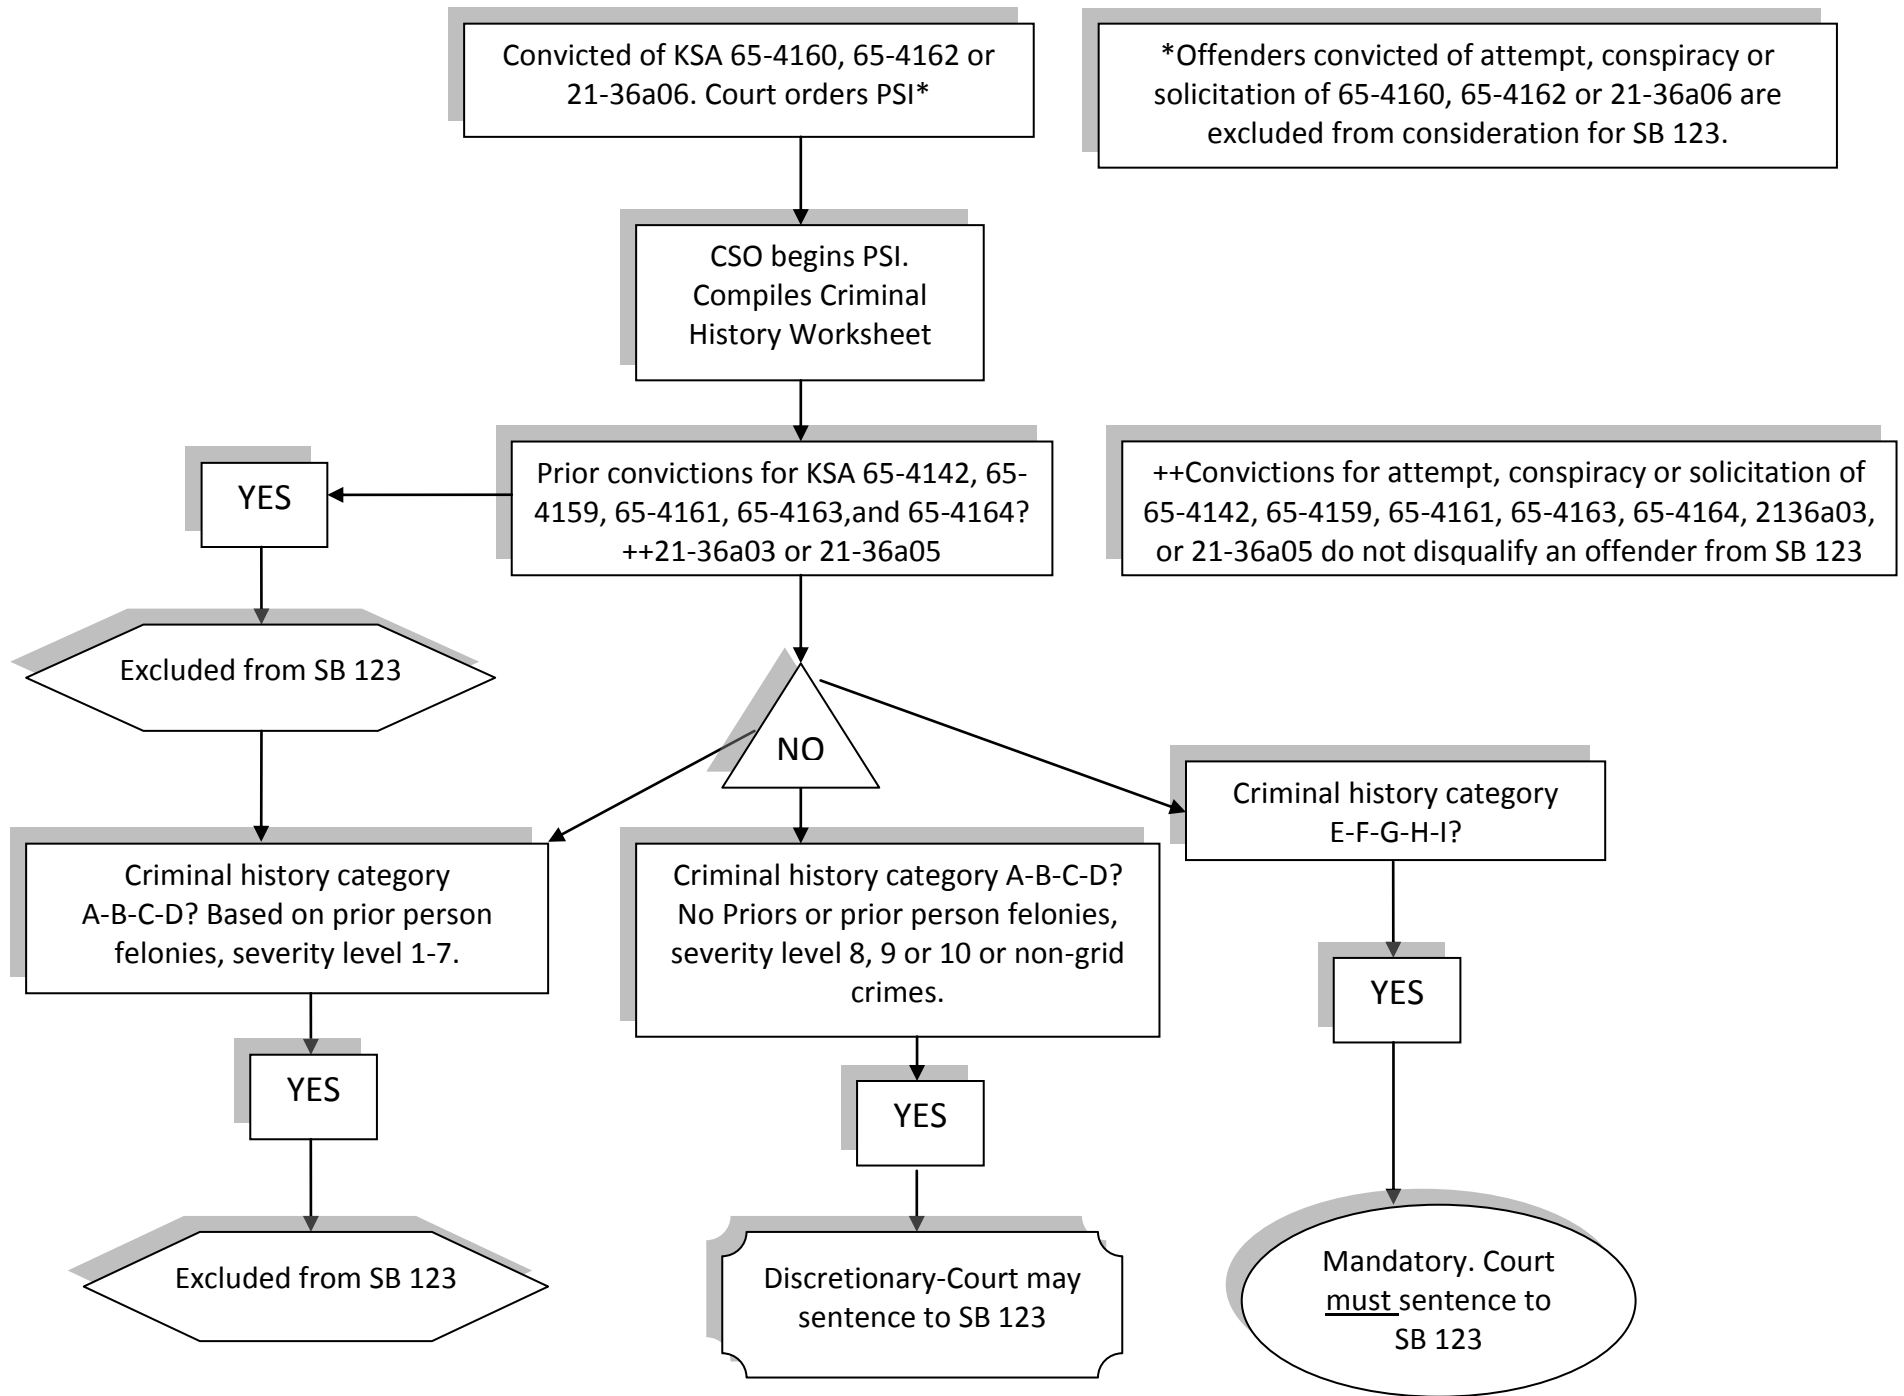 Convicted of KSA 65-4160, 65-4162 or
21-36a06. Court orders PSI*
*Offenders convicted of attempt, conspiracy or
solicitation of 65-4160, 65-4162 or 21-36a06 are
excluded from consideration for SB 123.
CSO begins PSI.
Compiles Criminal
History Worksheet
YES
Prior convictions for KSA 65-4142, 65-
4159, 65-4161, 65-4163,and 65-4164?
++21-36a03 or 21-36a05
++Convictions for attempt, conspiracy or solicitation of
65-4142, 65-4159, 65-4161, 65-4163, 65-4164, 2136a03,
or 21-36a05 do not disqualify an offender from SB 123
Excluded from SB 123
NO
Criminal history category
E-F-G-H-I?
Criminal history category
A-B-C-D? Based on prior person
felonies, severity level 1-7.
Criminal history category A-B-C-D?
No Priors or prior person felonies,
severity level 8, 9 or 10 or non-grid
crimes.
YES
YES
YES
Excluded from SB 123
Discretionary-Court may
sentence to SB 123
Mandatory. Court
must sentence to
SB 123